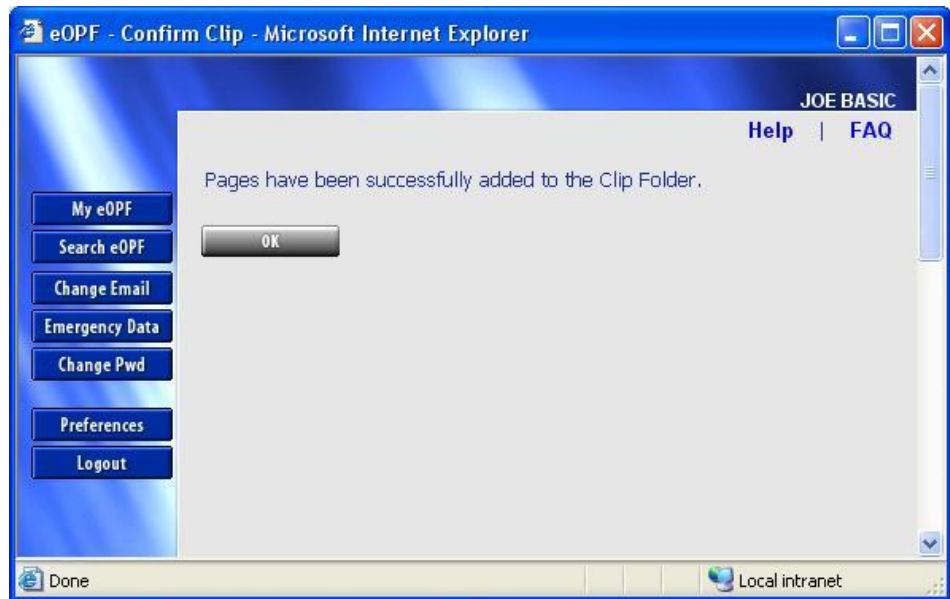 eOPF - Confirm Clip - Microsoft Internet Explorer
JOE BASIC
Help | FAQ
Pages have been successfully added to the Clip Folder.
OK
My eOPF
Search eOPF
Change Email
Emergency Data
Change Pwd
Preferences
Logout
Done
Local intranet